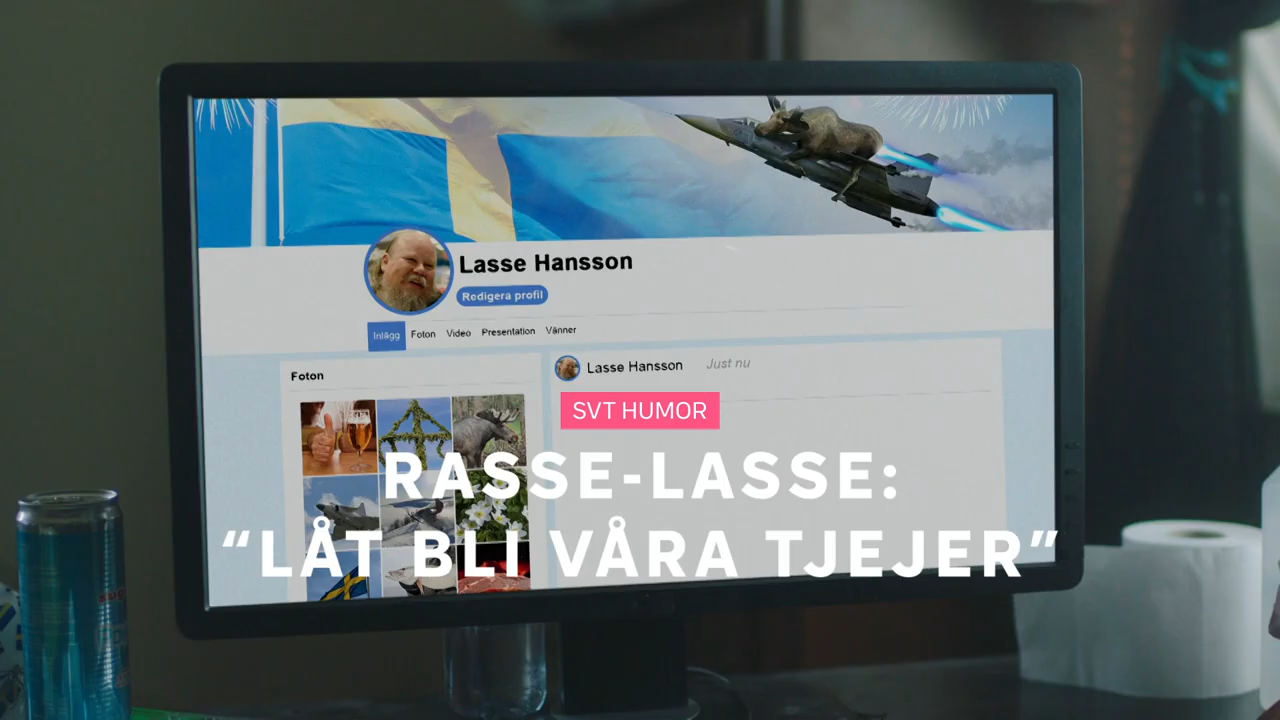 Lasse Hansson
Redigera profil
Inlägg Foton Video Presentation Vänner
Foton
Lasse Hansson Just nu
SVT HUMOR
RASSE-LASSE:
“LÅT BLI VÅRA TJEJER”